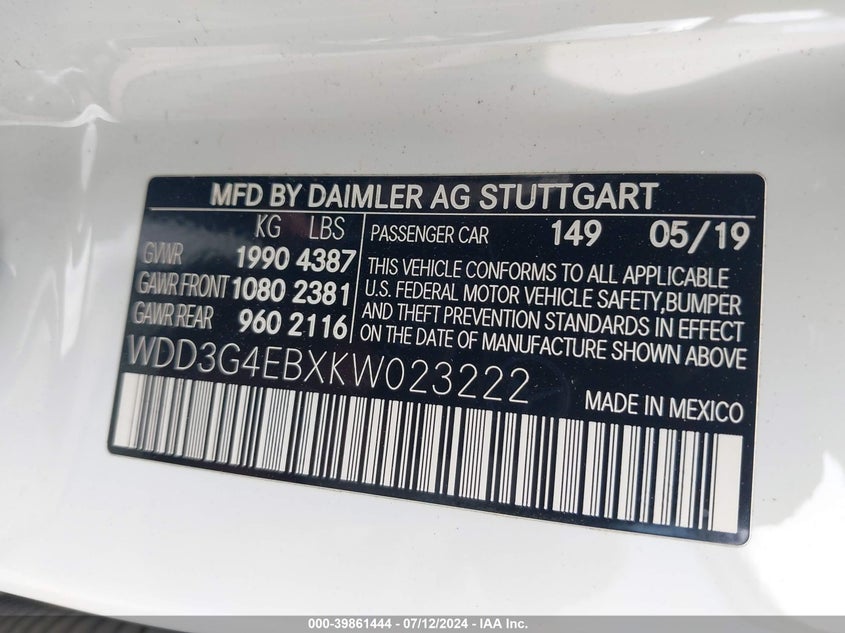 MFD BY DAIMLER AG STUTTGART
KG LBS
GVWR 1990 4387
GAWR FRONT 1080 2381
GAWR REAR 960 2116
PASSENGER CAR 149 05/19
THIS VEHICLE CONFORMS TO ALL APPLICABLE
U.S. FEDERAL MOTOR VEHICLE SAFETY,BUMPER
AND THEFT PREVENTION STANDARDS IN EFFECT
ON THE DATE OF MANUFACTURE SHOWN ABOVE
WDD3G4EBXKW023222
MADE IN MEXICO
000-39861444 - 07/12/2024 - IAA Inc.